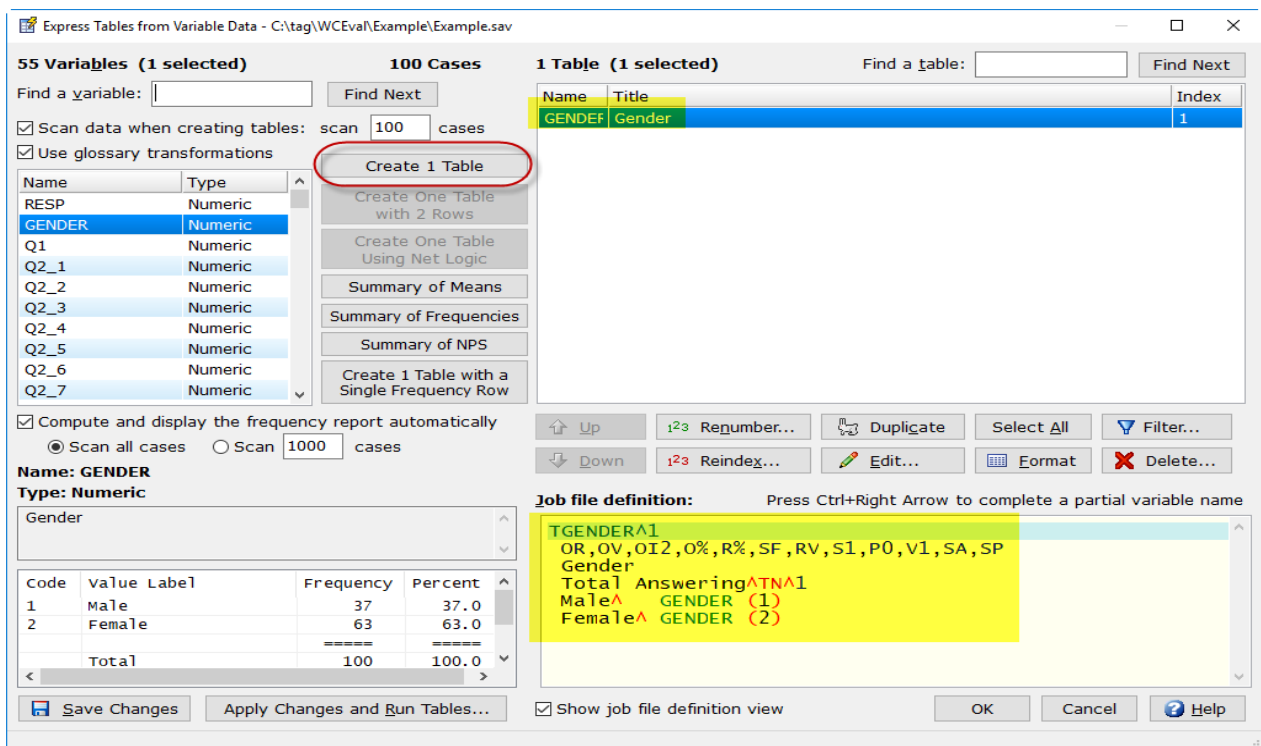 Express Tables from Variable Data - C:\tag\WCEval\Example\Example.sav
55 Variables (1 selected) 100 Cases
Find a variable: Find Next
Scan data when creating tables: scan 100 cases
Use glossary transformations
Name Type
RESP Numeric
GENDER Numeric
Q1 Numeric
Q2_1 Numeric
Q2_2 Numeric
Q2_3 Numeric
Q2_4 Numeric
Q2_5 Numeric
Q2_6 Numeric
Q2_7 Numeric
Create 1 Table
Create One Table
with 2 Rows
Create One Table
Using Net Logic
Summary of Means
Summary of Frequencies
Summary of NPS
Create 1 Table with a
Single Frequency Row
Compute and display the frequency report automatically
Scan all cases Scan 1000 cases
Name: GENDER
Type: Numeric
Gender
Code Value Label Frequency Percent
1 Male 37 37.0
2 Female 63 63.0
===== =====
Total 100 100.0
Save Changes Apply Changes and Run Tables...
1 Table (1 selected) Find a table: Find Next
Name Title Index
GENDER Gender 1
Up 123 Renumber... Duplicate Select All Filter...
Down 123 Reindex... Edit... Format Delete...
Job file definition: Press Ctrl+Right Arrow to complete a partial variable name
TGENDER^1
OR,OV,OI2,O%,R%,SF,RV,S1,P0,V1,SA,SP
Gender
Total Answering^TN^1
Male^ GENDER (1)
Female^ GENDER (2)
Show job file definition view OK Cancel Help